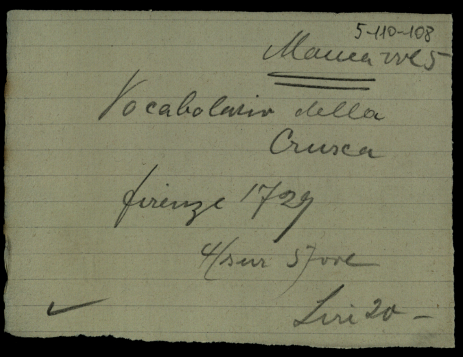 5-110-108
Manca vol 5
Vocabolario della
Crusca
firenze 1729
4/sur 5/vol
Lire 20 —